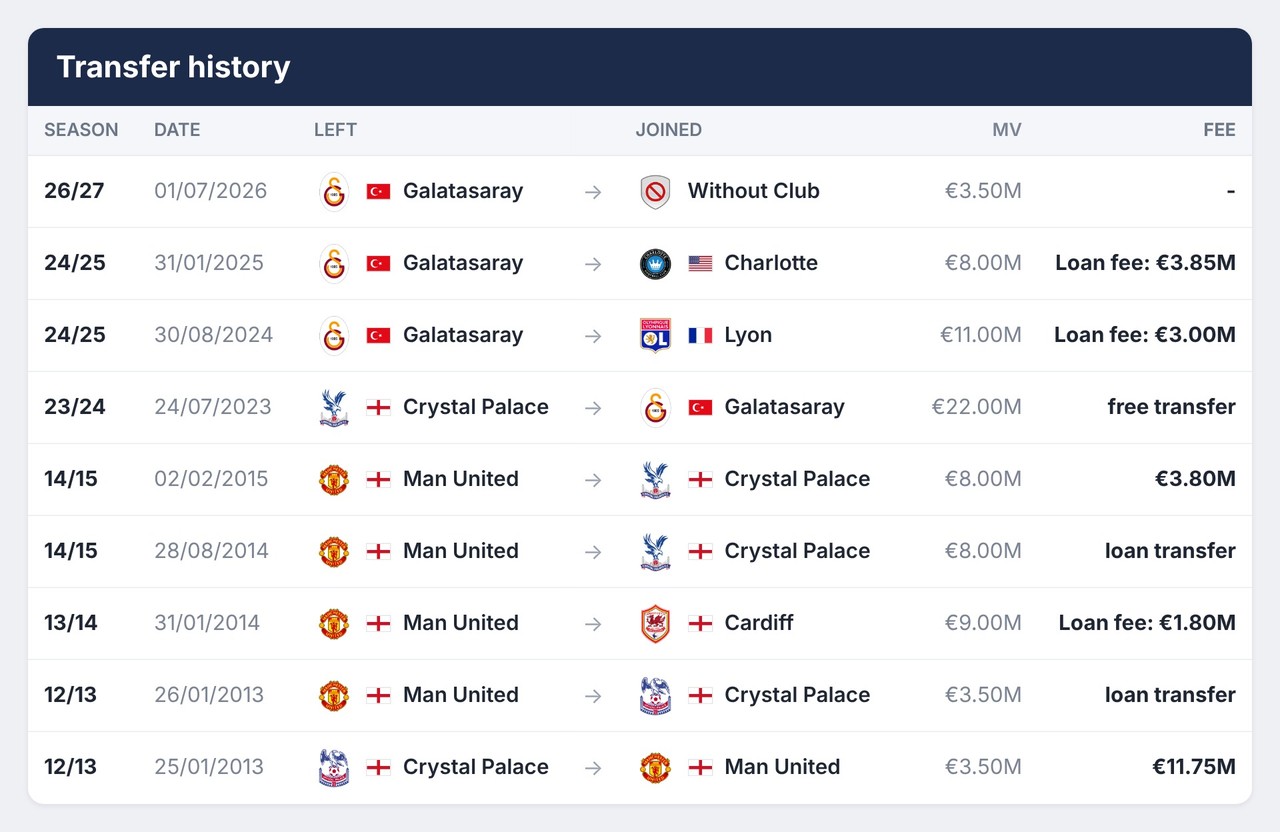 Transfer history
SEASON DATE LEFT JOINED MV FEE
26/27 01/07/2026 Galatasaray → Without Club €3.50M -
24/25 31/01/2025 Galatasaray → Charlotte €8.00M Loan fee: €3.85M
24/25 30/08/2024 Galatasaray → Lyon €11.00M Loan fee: €3.00M
23/24 24/07/2023 Crystal Palace → Galatasaray €22.00M free transfer
14/15 02/02/2015 Man United → Crystal Palace €8.00M €3.80M
14/15 28/08/2014 Man United → Crystal Palace €8.00M loan transfer
13/14 31/01/2014 Man United → Cardiff €9.00M Loan fee: €1.80M
12/13 26/01/2013 Man United → Crystal Palace €3.50M loan transfer
12/13 25/01/2013 Crystal Palace → Man United €3.50M €11.75M